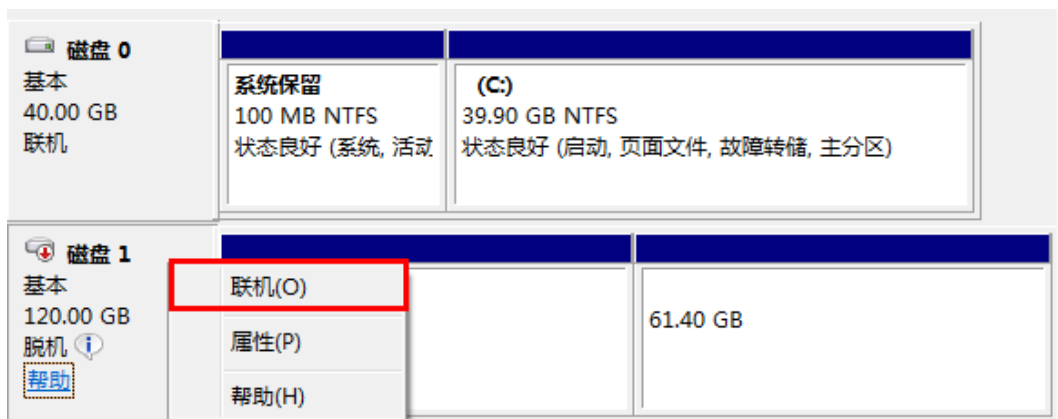 磁盘 0
基本
40.00 GB
联机
系统保留
100 MB NTFS
状态良好 (系统, 活动
(C:)
39.90 GB NTFS
状态良好 (启动, 页面文件, 故障转储, 主分区)
磁盘 1
基本
120.00 GB
脱机
帮助
联机(O)
属性(P)
帮助(H)
61.40 GB